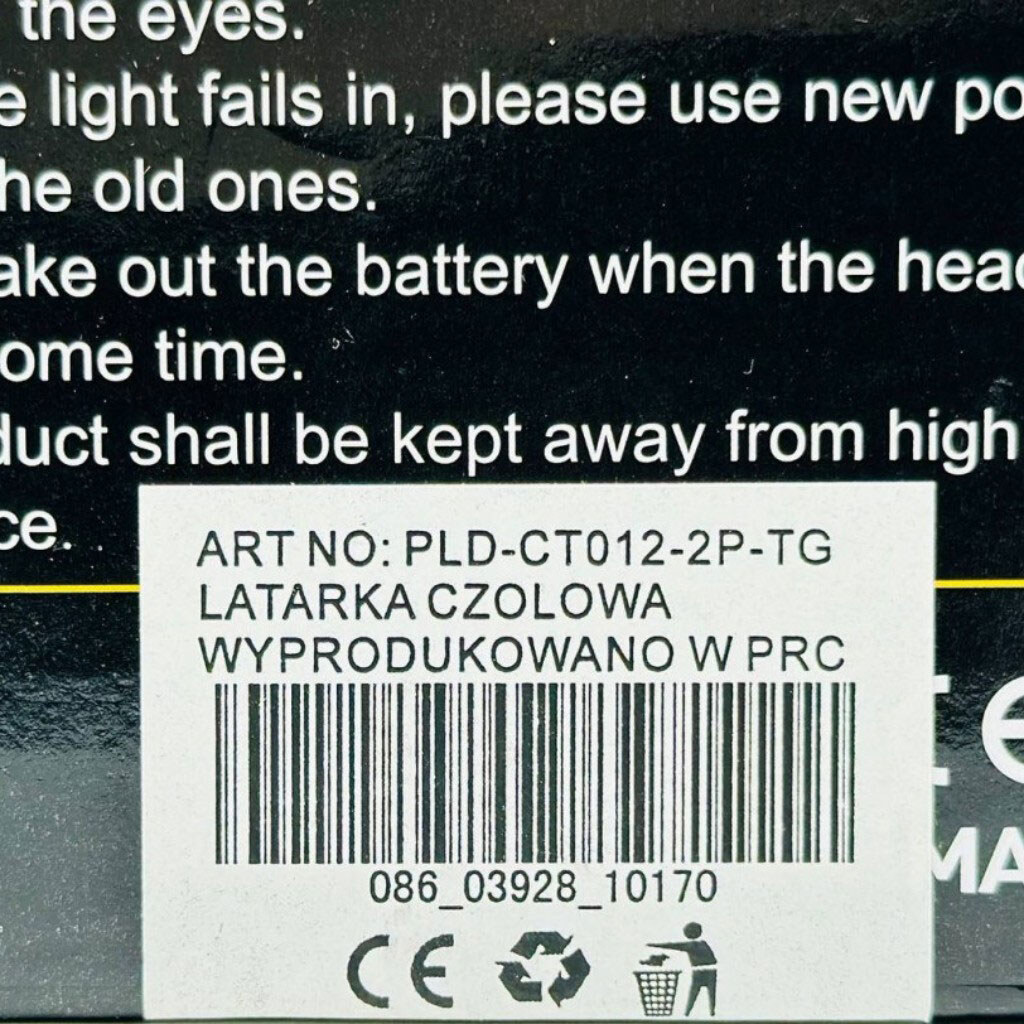 the eyes.
e light fails in, please use new po
he old ones.
ake out the battery when the head
ome time.
duct shall be kept away from high
ce.
ART NO: PLD-CT012-2P-TG
LATARKA CZOLOWA
WYPRODUKOWANO W PRC
086_03928_10170
CE
MA